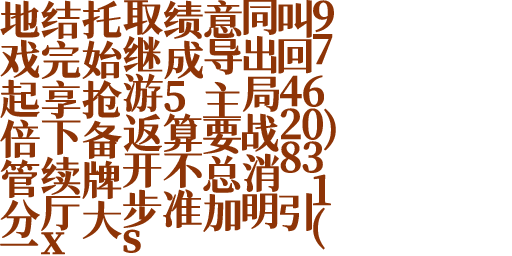 地结托取绩意同叫9
戏完始继成导出回7
起享抢游5主局46
倍下备返算要战20)
管续牌开不总消83
分厅大步准加明引1
一xs(